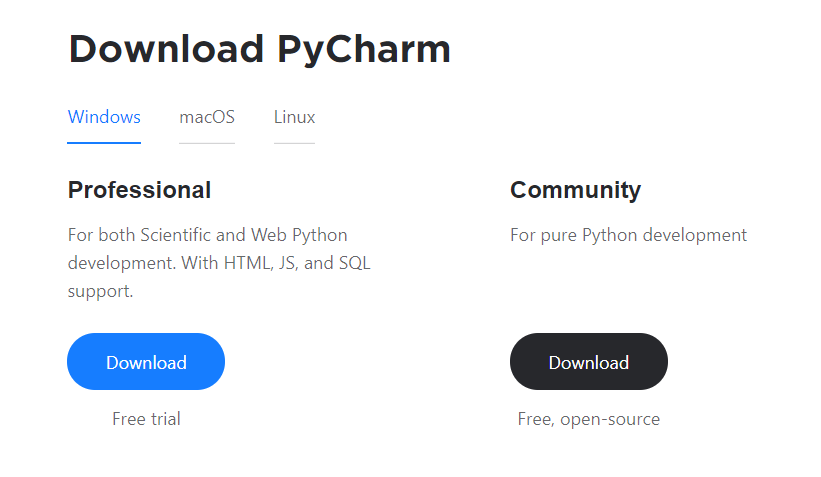 Download PyCharm
Windows macOS Linux
Professional
For both Scientific and Web Python
development. With HTML, JS, and SQL
support.
Download
Free trial
Community
For pure Python development
Download
Free, open-source